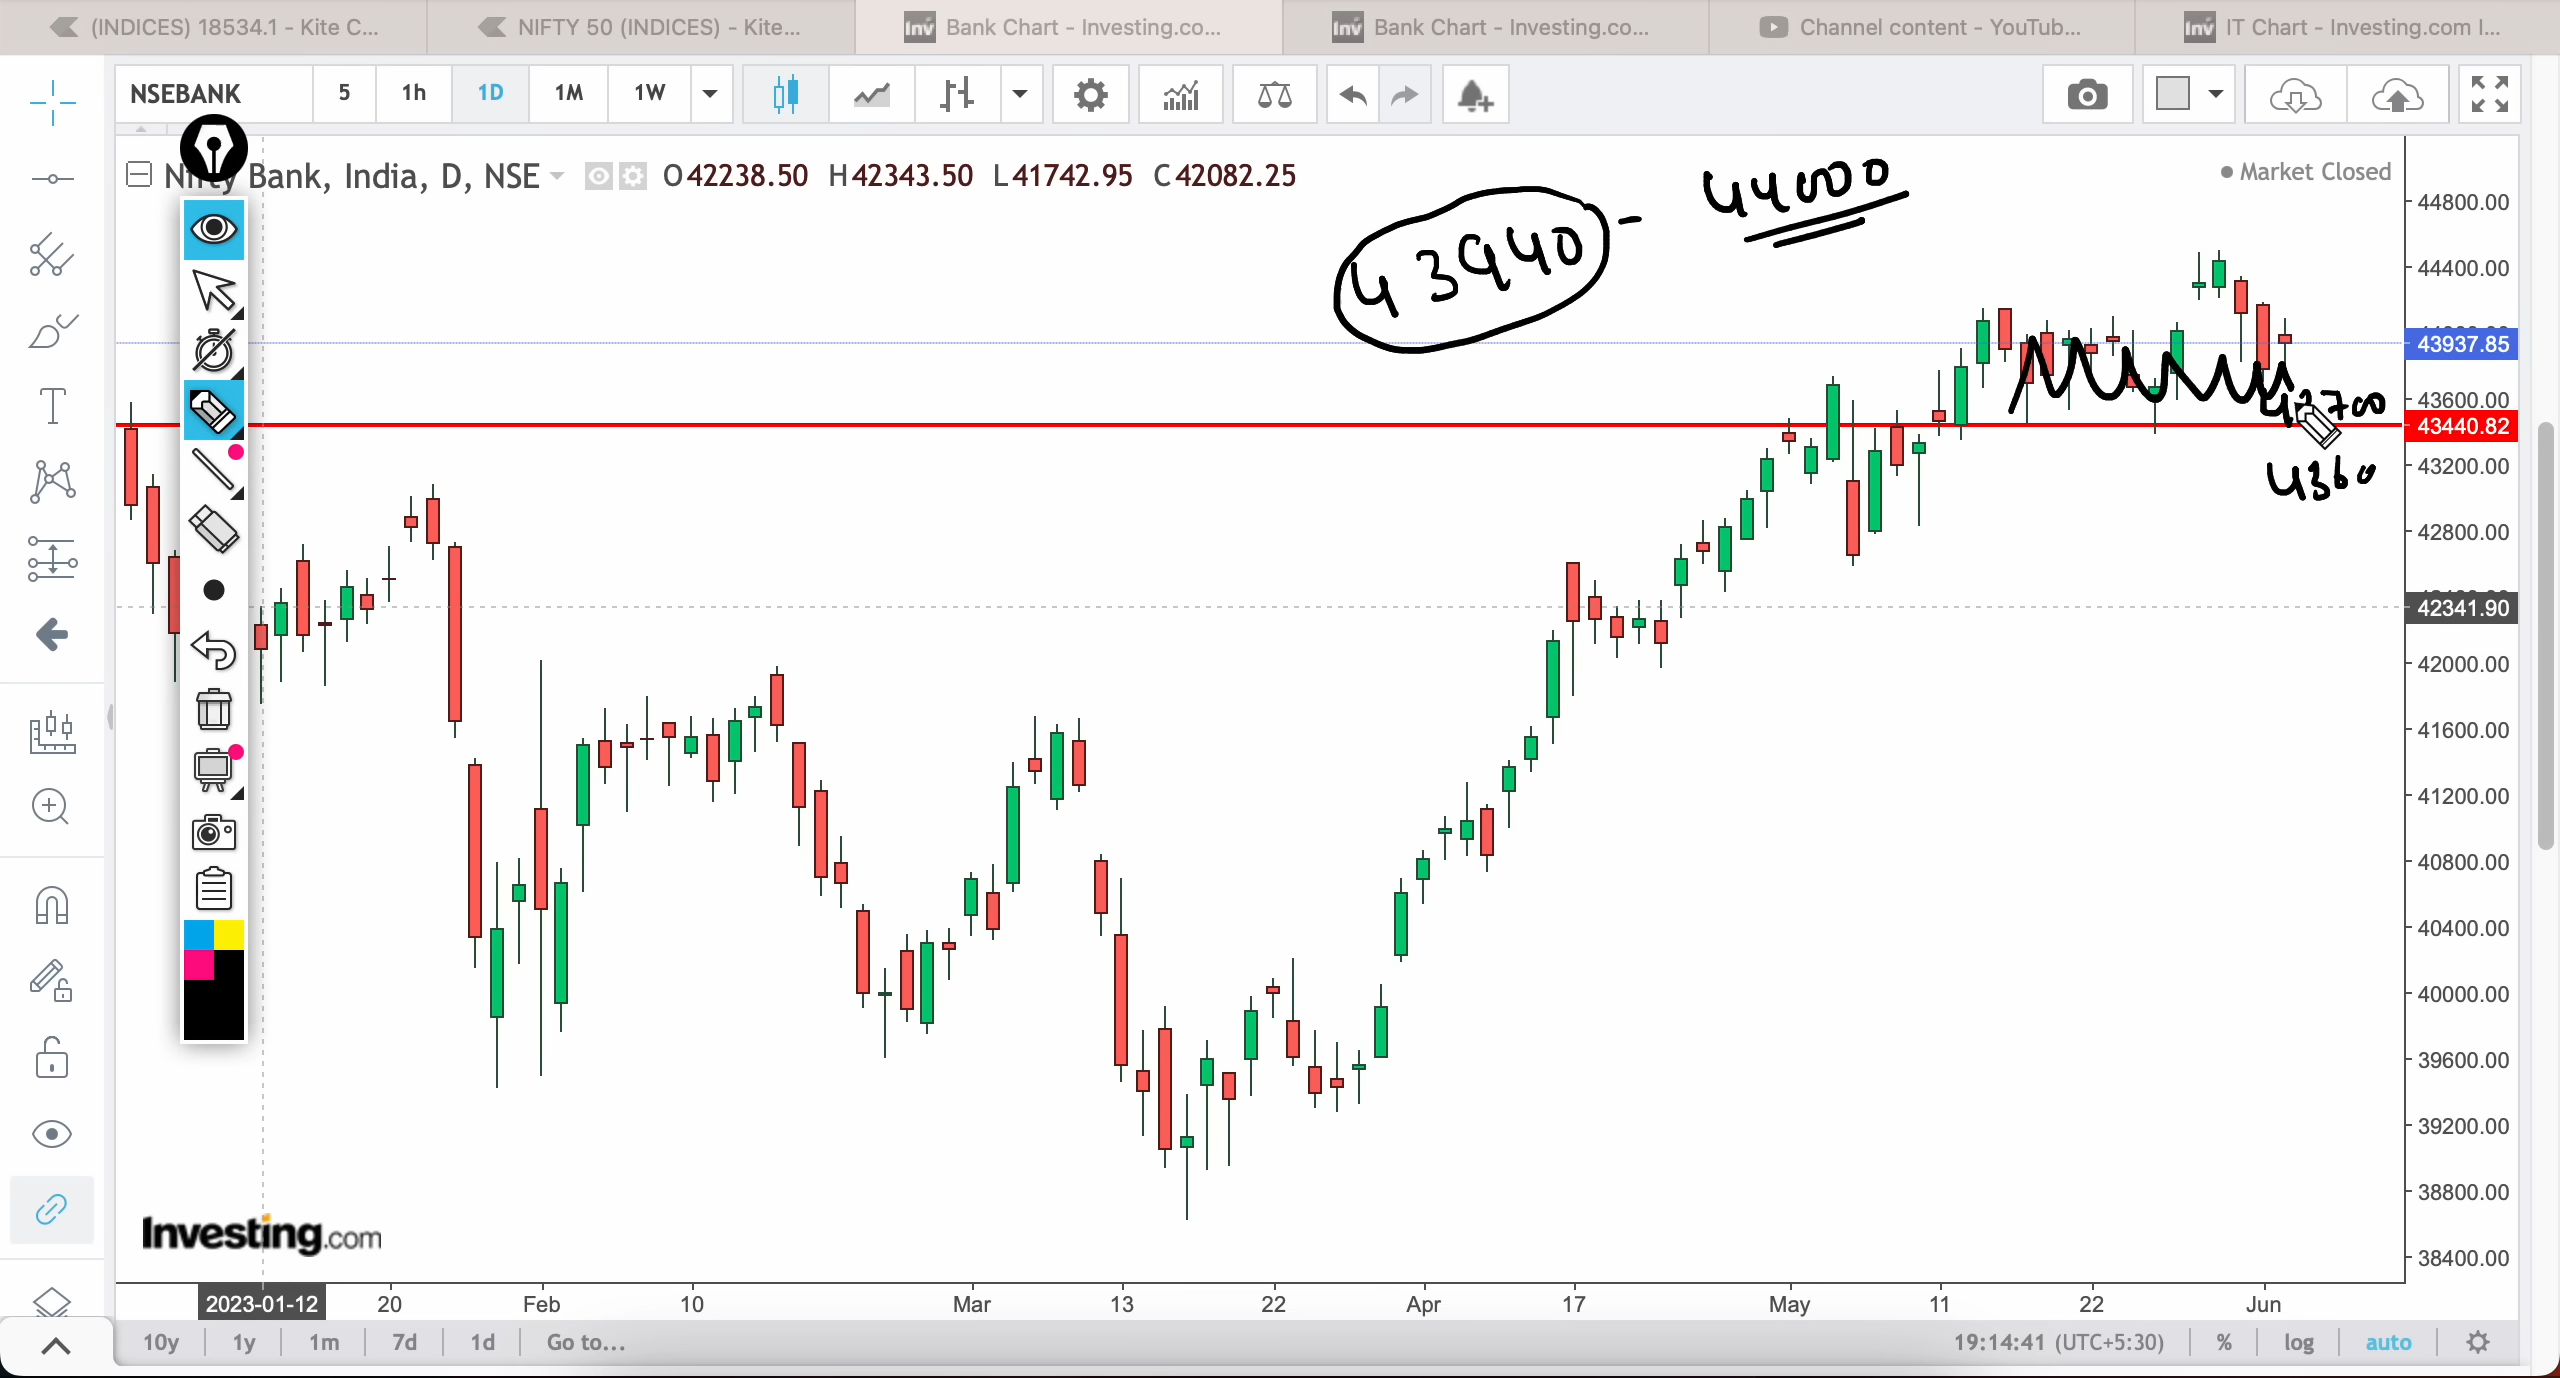 (INDICES) 18534.1 - Kite C...
NIFTY 50 (INDICES) - Kite...
Bank Chart - Investing.co...
Bank Chart - Investing.co...
Channel content - YouTub...
IT Chart - Investing.com I...
NSEBANK 5 1h 1D 1M 1W
Nifty Bank, India, D, NSE O42238.50 H42343.50 L41742.95 C42082.25
Market Closed
43940 - 44000
44800.00
44400.00
43937.85
43700
43600.00
43440.82
43200.00
4360
42800.00
42341.90
42000.00
41600.00
41200.00
40800.00
40400.00
40000.00
39600.00
39200.00
38800.00
38400.00
Investing.com
2023-01-12 20 Feb 10 Mar 13 22 Apr 17 May 11 22 Jun
10y 1y 1m 7d 1d Go to... 19:14:41 (UTC+5:30) % log auto